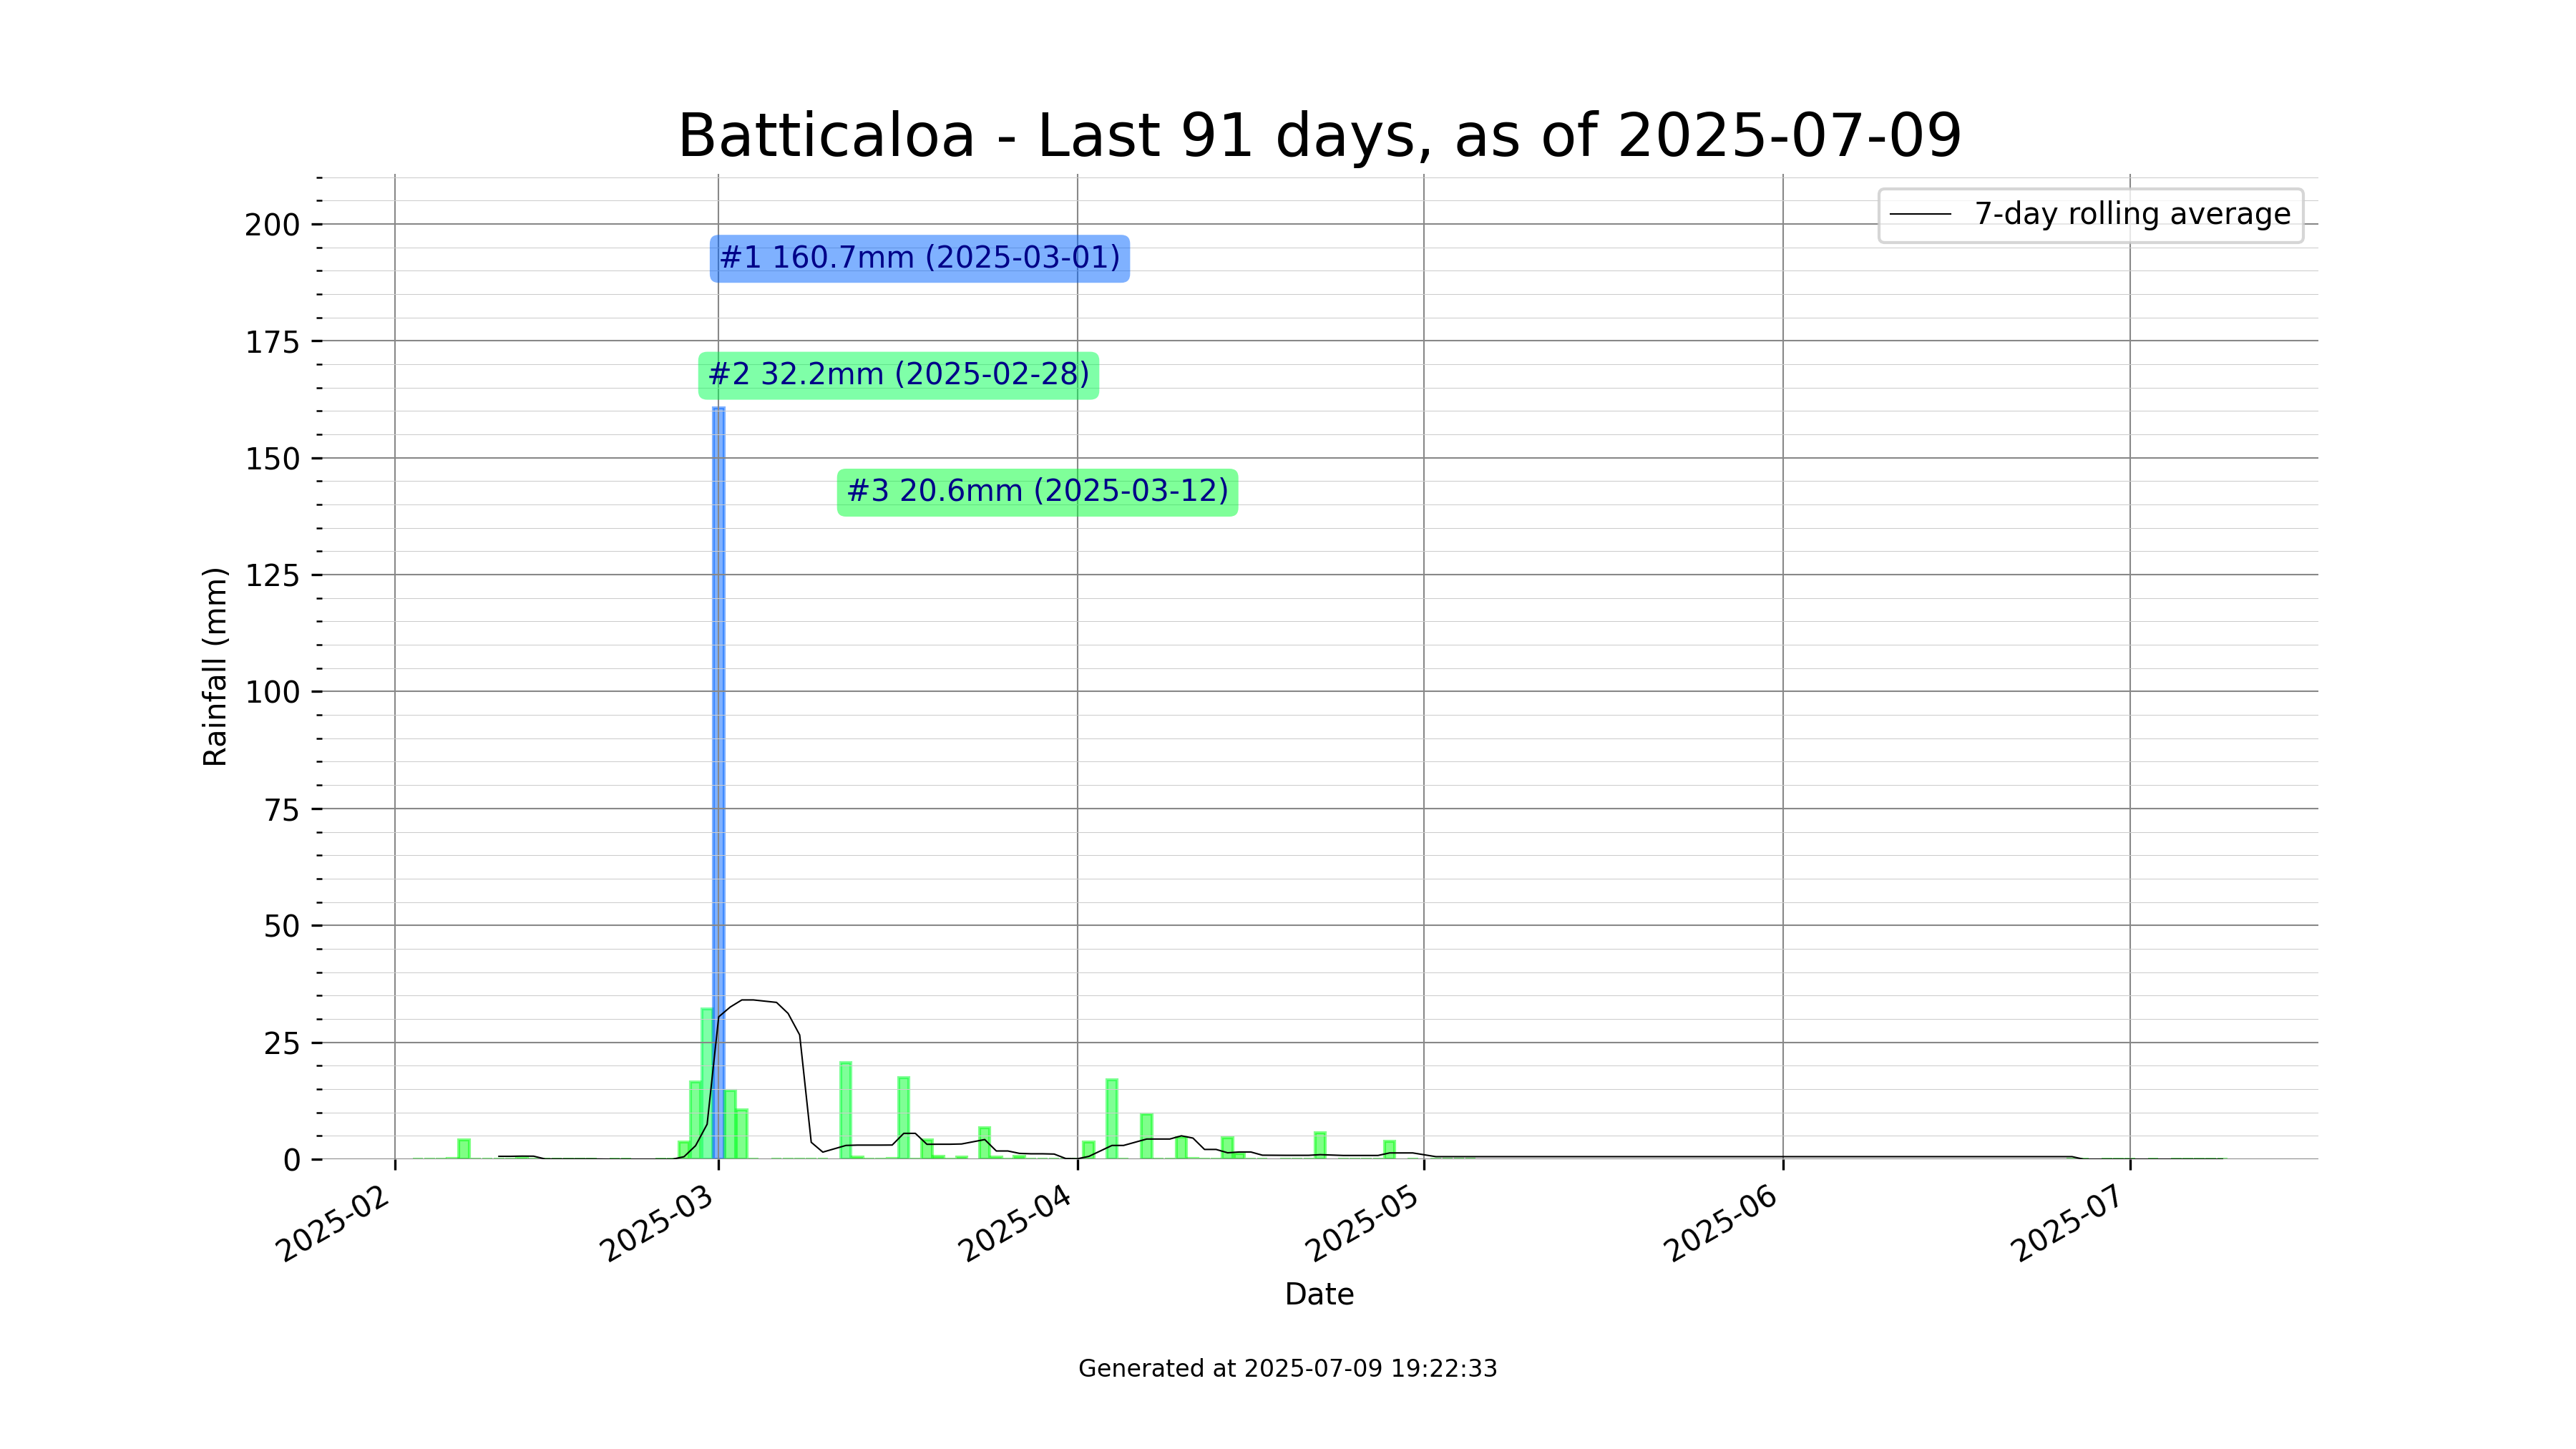 Batticaloa - Last 91 days, as of 2025-07-09
7-day rolling average
#1 160.7mm (2025-03-01)
#2 32.2mm (2025-02-28)
#3 20.6mm (2025-03-12)
Rainfall (mm)
200
175
150
125
100
75
50
25
0
2025-02
2025-03
2025-04
2025-05
2025-06
2025-07
Date
Generated at 2025-07-09 19:22:33